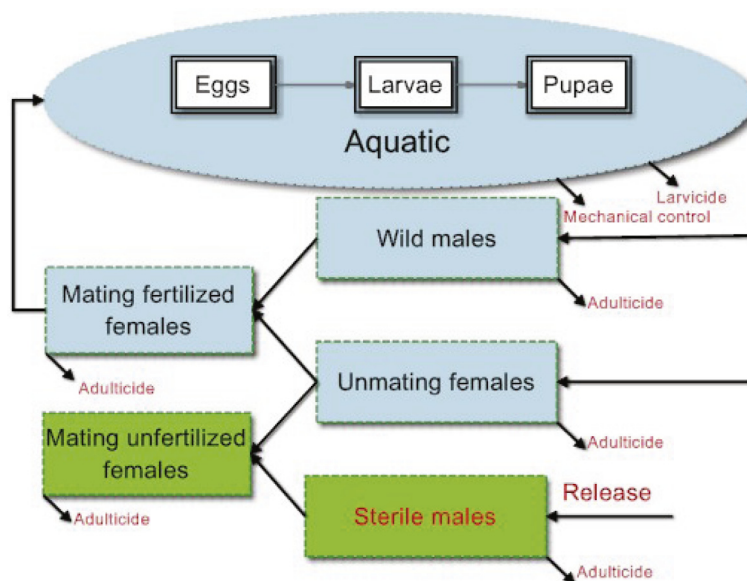 Eggs
Larvae
Pupae
Aquatic
Larvicide
Mechanical control
Wild males
Adulticide
Mating fertilized
females
Adulticide
Unmating females
Adulticide
Mating unfertilized
females
Adulticide
Release
Sterile males
Adulticide